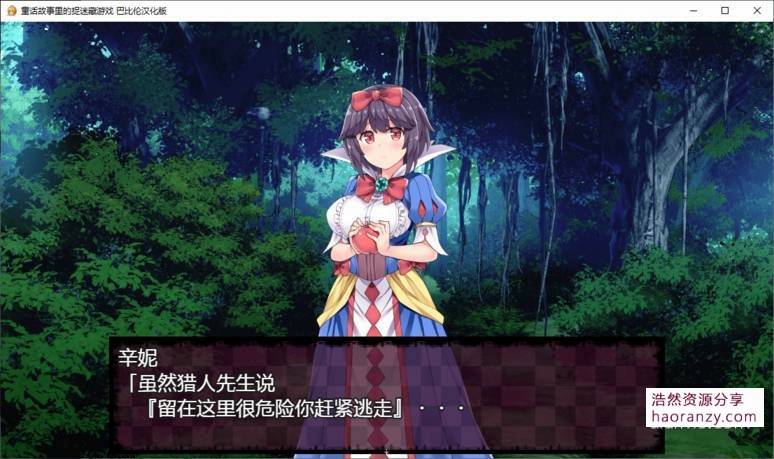 童话故事里的捉迷藏游戏 巴比伦汉化版
辛妮
「虽然猎人先生说
『留在这里很危险你赶紧逃走』・・・
浩然资源分享
haoranzy.com